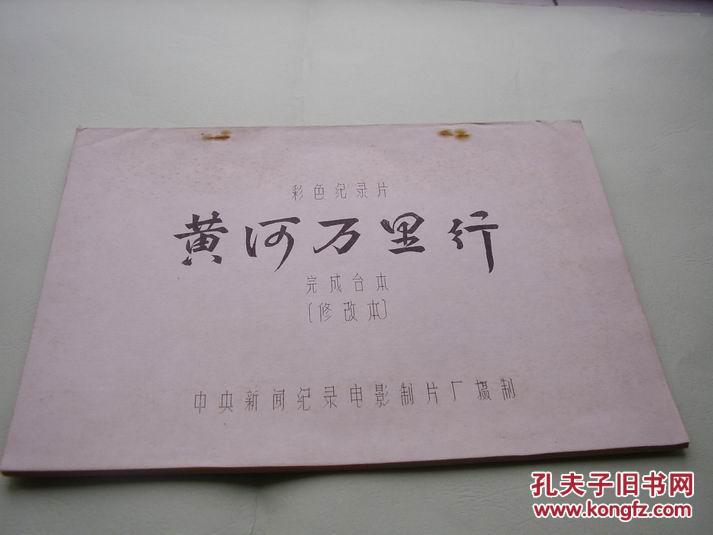 彩色纪录片
黄河万里行
完成台本
〔修改本〕
中央新闻纪录电影制片厂摄制
孔夫子旧书网
www.kongfz.com